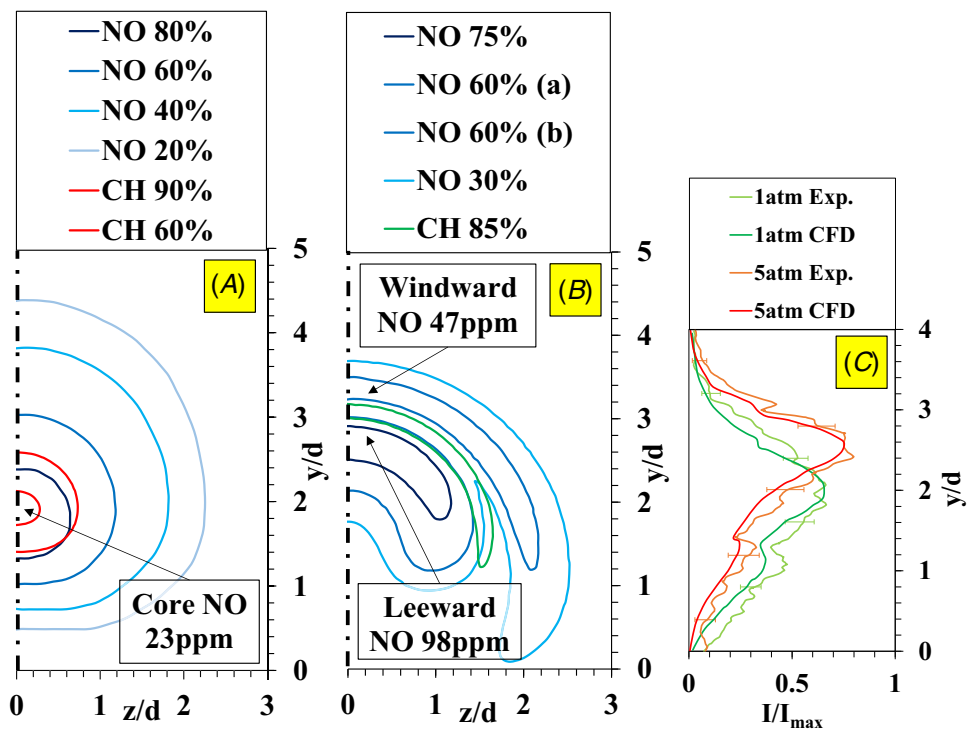 NO 80%
NO 60%
NO 40%
NO 20%
CH 90%
CH 60%
(A)
Core NO
23ppm
5
4
3
2
1
0
y/d
0 1 2 3
z/d
NO 75%
NO 60% (a)
NO 60% (b)
NO 30%
CH 85%
(B)
Windward
NO 47ppm
Leeward
NO 98ppm
5
4
3
2
1
0
y/d
0 1 2 3
z/d
1atm Exp.
1atm CFD
5atm Exp.
5atm CFD
(C)
4
3
2
1
0
y/d
0 0.5 1
I/Imax